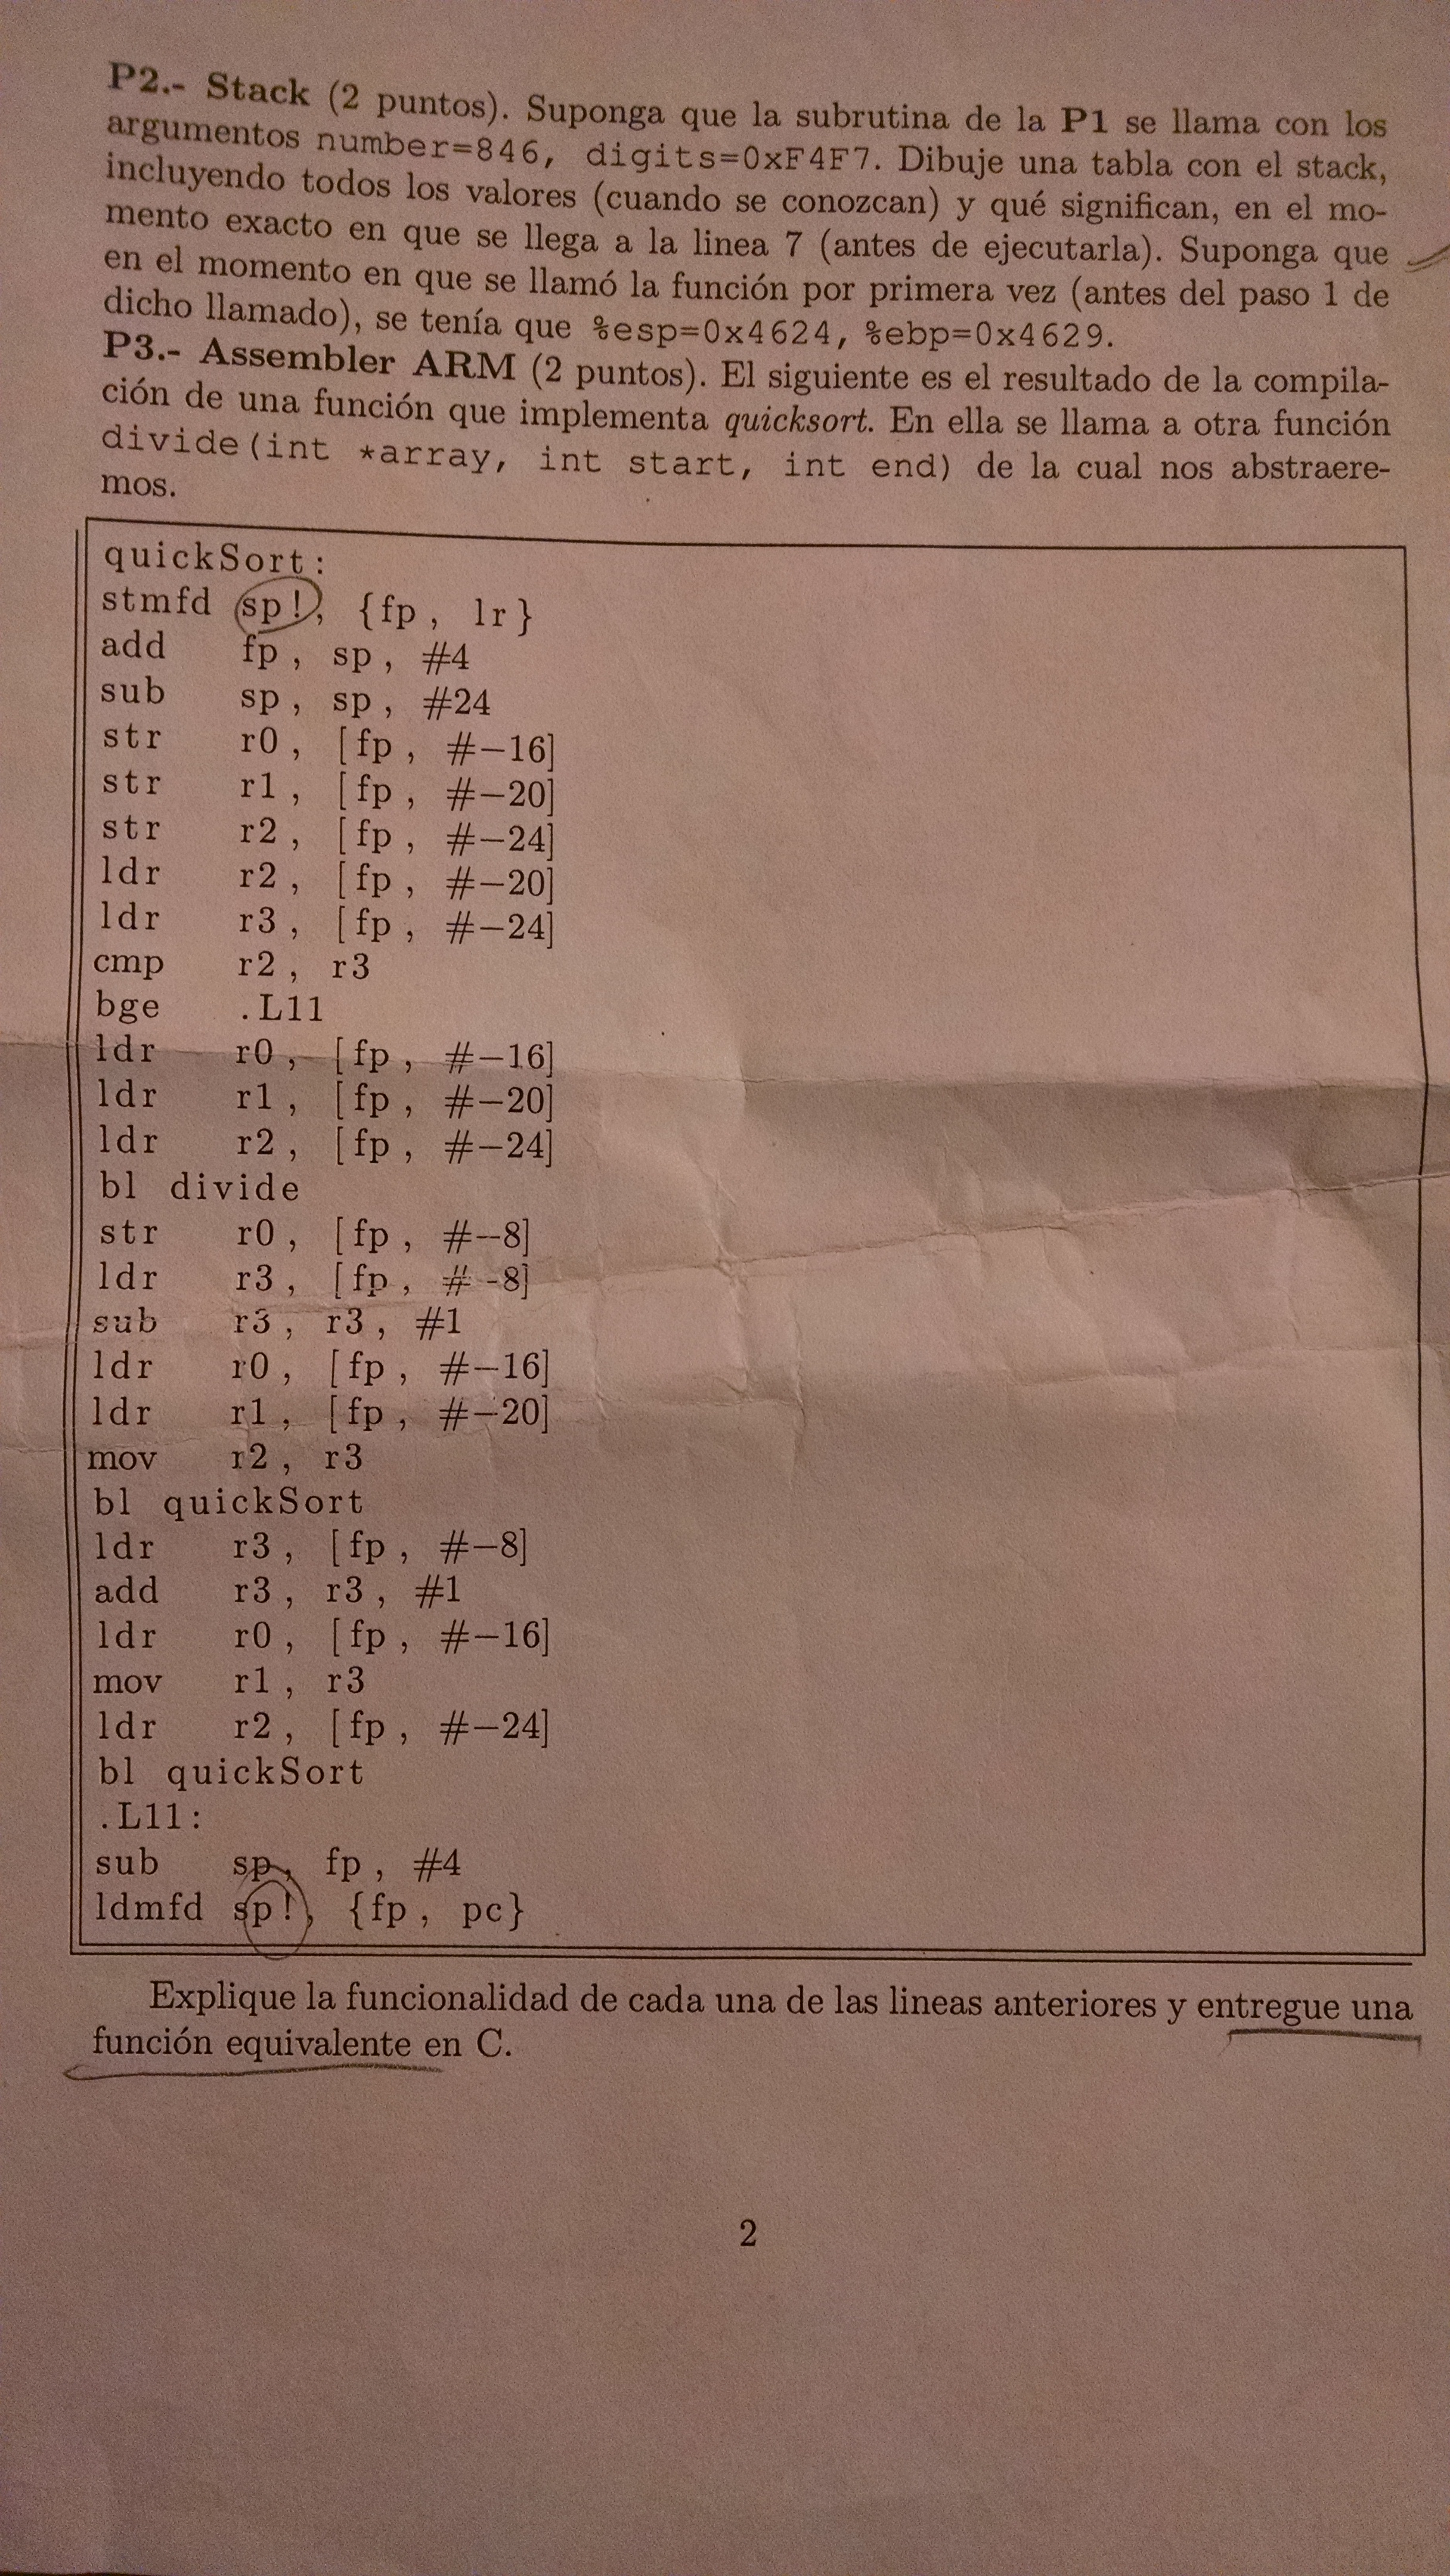 P2.- Stack (2 puntos). Suponga que la subrutina de la P1 se llama con los
argumentos number=846, digits=0xF4F7. Dibuje una tabla con el stack,
incluyendo todos los valores (cuando se conozcan) y qué significan, en el mo-
mento exacto en que se llega a la linea 7 (antes de ejecutarla). Suponga que
en el momento en que se llamó la función por primera vez (antes del paso 1 de
dicho llamado), se tenía que %esp=0x4624, %ebp=0x4629.
P3.- Assembler ARM (2 puntos). El siguiente es el resultado de la compila-
ción de una función que implementa quicksort. En ella se llama a otra función
divide(int *array, int start, int end) de la cual nos abstraere-
mos.
quickSort:
stmfd sp!, {fp, lr}
add fp, sp, #4
sub sp, sp, #24
str r0, [fp, #-16]
str r1, [fp, #-20]
str r2, [fp, #-24]
ldr r2, [fp, #-20]
ldr r3, [fp, #-24]
cmp r2, r3
bge .L11
ldr r0, [fp, #-16]
ldr r1, [fp, #-20]
ldr r2, [fp, #-24]
bl divide
str r0, [fp, #-8]
ldr r3, [fp, #-8]
sub r3, r3, #1
ldr r0, [fp, #-16]
ldr r1, [fp, #-20]
mov r2, r3
bl quickSort
ldr r3, [fp, #-8]
add r3, r3, #1
ldr r0, [fp, #-16]
mov r1, r3
ldr r2, [fp, #-24]
bl quickSort
.L11:
sub sp, fp, #4
ldmfd sp!, {fp, pc}
Explique la funcionalidad de cada una de las lineas anteriores y entregue una
función equivalente en C.
2